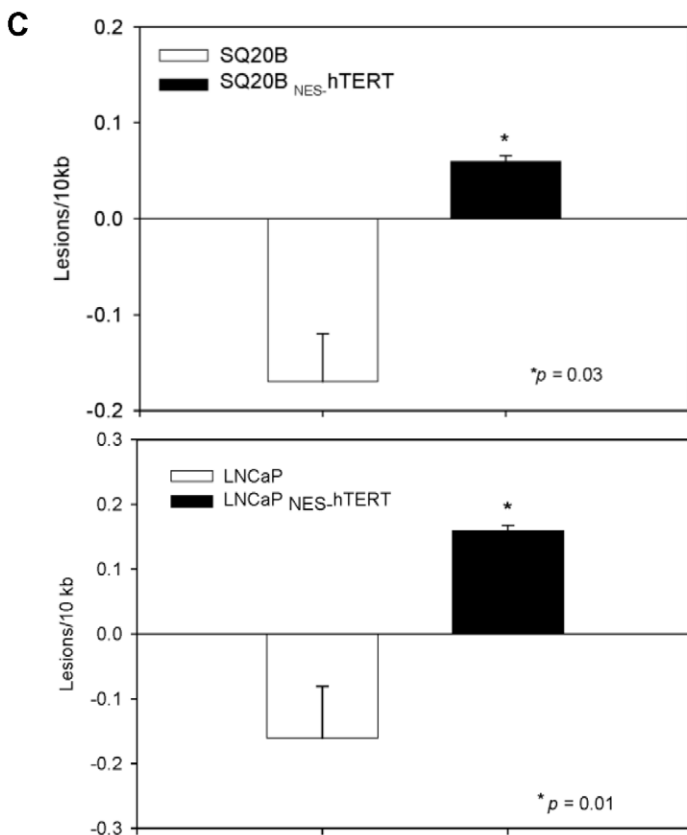 C
0.2
SQ20B
SQ20B NES-hTERT
0.1
*
Lesions/10kb
0.0
-0.1
*p = 0.03
-0.2
0.3
LNCaP
0.2
LNCaP NES-hTERT
*
0.1
Lesions/10 kb
0.0
-0.1
-0.2
* p = 0.01
-0.3